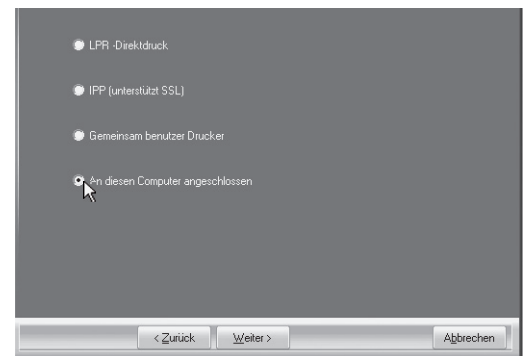 LPR -Direktdruck
IPP (unterstützt SSL)
Gemeinsam benutzer Drucker
An diesen Computer angeschlossen
< Zurück Weiter > Abbrechen